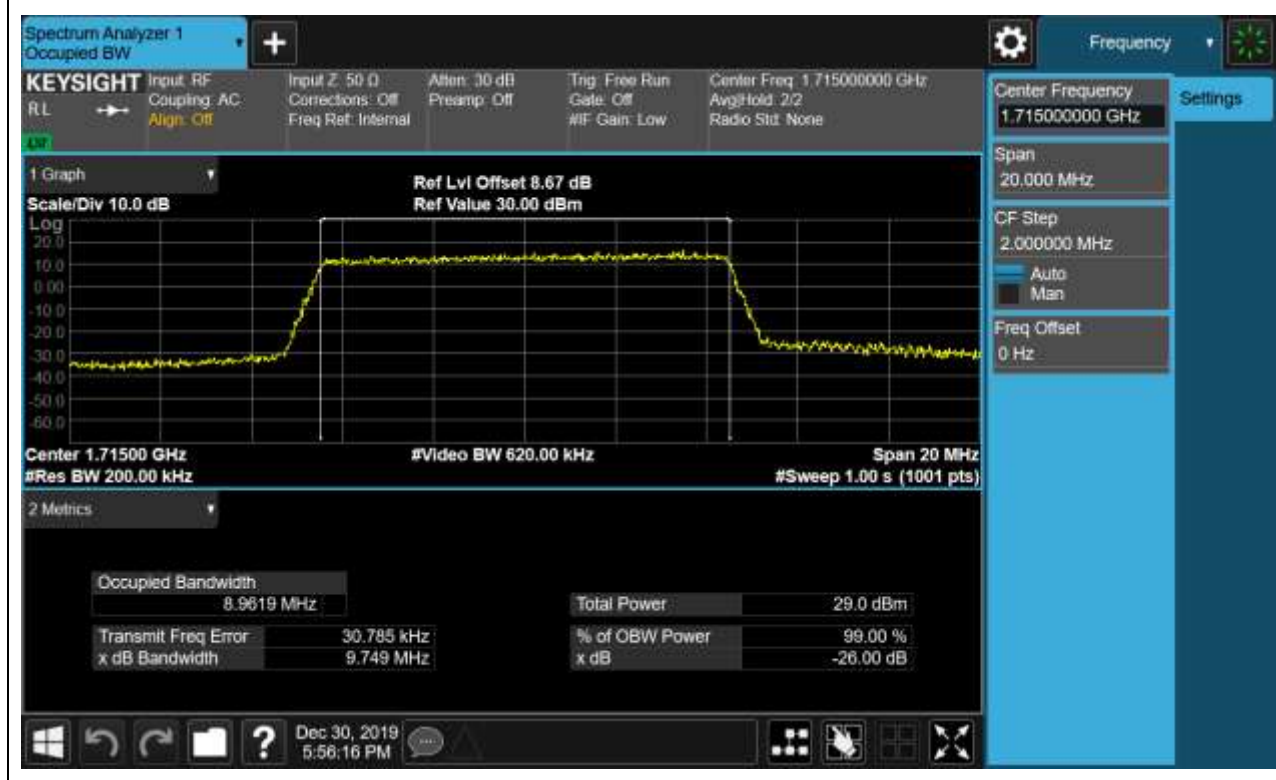 Spectrum Analyzer 1
Occupied BW
+
Frequency
KEYSIGHT
RL
Input: RF
Coupling: AC
Align: Off
Input Z: 50 Ω
Corrections: Off
Freq Ref: Internal
Atten: 30 dB
Preamp: Off
Trig: Free Run
Gate: Off
#IF Gain: Low
Center Freq: 1.715000000 GHz
Avg|Hold: 2/2
Radio Std: None
Center Frequency
1.715000000 GHz
Settings
Span
20.000 MHz
CF Step
2.000000 MHz
Auto
Man
Freq Offset
0 Hz
1 Graph
Scale/Div 10.0 dB
Ref Lvl Offset 8.67 dB
Ref Value 30.00 dBm
Log
20.0
10.0
0.00
-10.0
-20.0
-30.0
-40.0
-50.0
-60.0
Center 1.71500 GHz
#Video BW 620.00 kHz
Span 20 MHz
#Res BW 200.00 kHz
#Sweep 1.00 s (1001 pts)
2 Metrics
Occupied Bandwidth
8.9619 MHz
Total Power 29.0 dBm
Transmit Freq Error 30.785 kHz
% of OBW Power 99.00 %
x dB Bandwidth 9.749 MHz
x dB -26.00 dB
?
Dec 30, 2019
5:56:16 PM